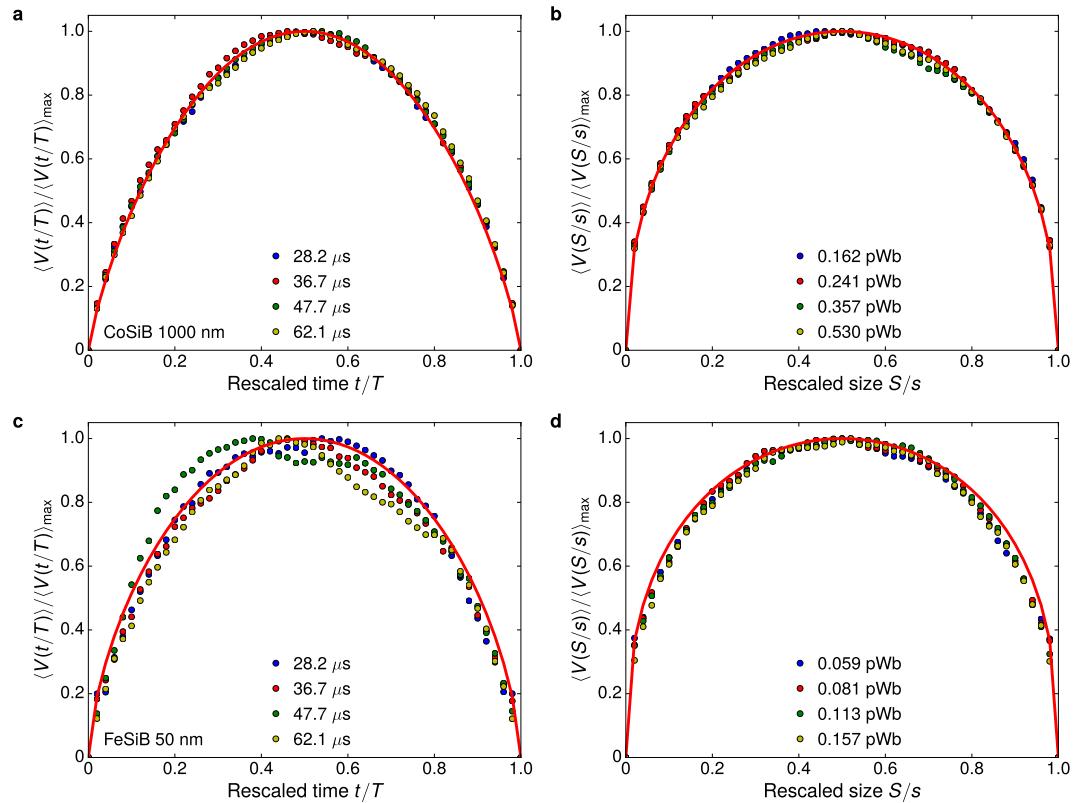 a
1.0
0.8
0.6
0.4
0.2
0
⟨V(t/T)⟩/⟨V(t/T)⟩max
28.2 μs
36.7 μs
47.7 μs
62.1 μs
CoSiB 1000 nm
0 0.2 0.4 0.6 0.8 1.0
Rescaled time t/T
b
1.0
0.8
0.6
0.4
0.2
0
⟨V(S/s)⟩/⟨V(S/s)⟩max
0.162 pWb
0.241 pWb
0.357 pWb
0.530 pWb
0 0.2 0.4 0.6 0.8 1.0
Rescaled size S/s
c
1.0
0.8
0.6
0.4
0.2
0
⟨V(t/T)⟩/⟨V(t/T)⟩max
28.2 μs
36.7 μs
47.7 μs
62.1 μs
FeSiB 50 nm
0 0.2 0.4 0.6 0.8 1.0
Rescaled time t/T
d
1.0
0.8
0.6
0.4
0.2
0
⟨V(S/s)⟩/⟨V(S/s)⟩max
0.059 pWb
0.081 pWb
0.113 pWb
0.157 pWb
0 0.2 0.4 0.6 0.8 1.0
Rescaled size S/s